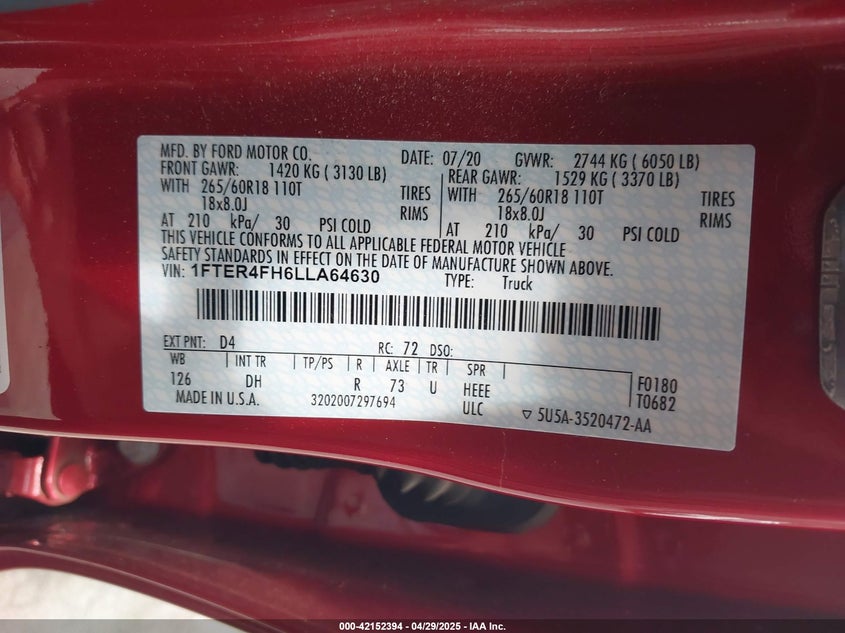 MFD. BY FORD MOTOR CO. DATE: 07/20 GVWR: 2744 KG ( 6050 LB)
FRONT GAWR: 1420 KG ( 3130 LB) REAR GAWR: 1529 KG ( 3370 LB)
WITH 265/60R18 110T TIRES WITH 265/60R18 110T TIRES
18x8.0J RIMS 18x8.0J RIMS
AT 210 kPa/ 30 PSI COLD AT 210 kPa/ 30 PSI COLD
THIS VEHICLE CONFORMS TO ALL APPLICABLE FEDERAL MOTOR VEHICLE
SAFETY STANDARDS IN EFFECT ON THE DATE OF MANUFACTURE SHOWN ABOVE.
VIN: 1FTER4FH6LLA64630 TYPE: Truck
EXT PNT: D4 RC: 72 DSO:
WB INT TR TP/PS R AXLE TR SPR
126 DH R 73 U HEEE F0180
MADE IN U.S.A. 3202007297694 ULC T0682
▽ 5U5A-3520472-AA
000-42152394 - 04/29/2025 - IAA Inc.